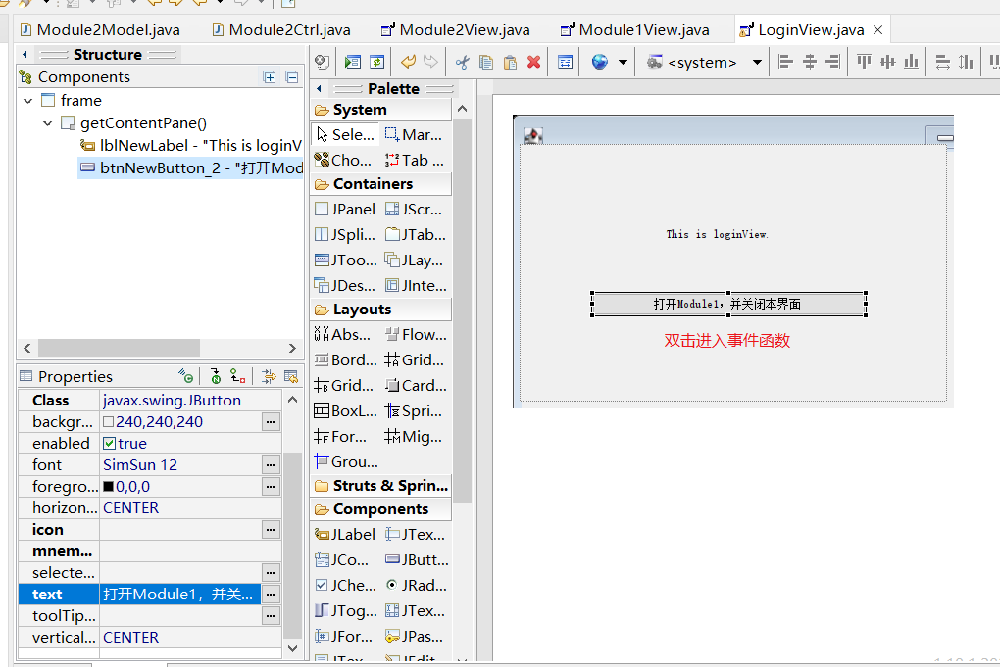 Module2Model.java
Module2Ctrl.java
Module2View.java
Module1View.java
LoginView.java
Structure
Components
frame
getContentPane()
lblNewLabel - "This is loginV
btnNewButton_2 - "打开Mod
Properties
Class javax.swing.JButton
backgr... 240,240,240
enabled true
font SimSun 12
foregro... 0,0,0
horizon... CENTER
icon
mnem...
selecte...
text 打开Module1，并关...
toolTip...
vertical... CENTER
Palette
System
Sele... Mar...
Cho... Tab ...
Containers
JPanel JScr...
JSpli... JTab...
JToo... JLay...
JDes... JInte...
Layouts
Abs... Flow...
Bord... Grid...
Grid... Card...
BoxL... Spri...
For... Mig...
Grou...
Struts & Sprin...
Components
JLabel JTex...
JCo... JButt...
JChe... JRad...
JTog... JTex...
JFor... JPas...
JTex... JEdit...
<system>
This is loginView.
打开Module1，并关闭本界面
双击进入事件函数